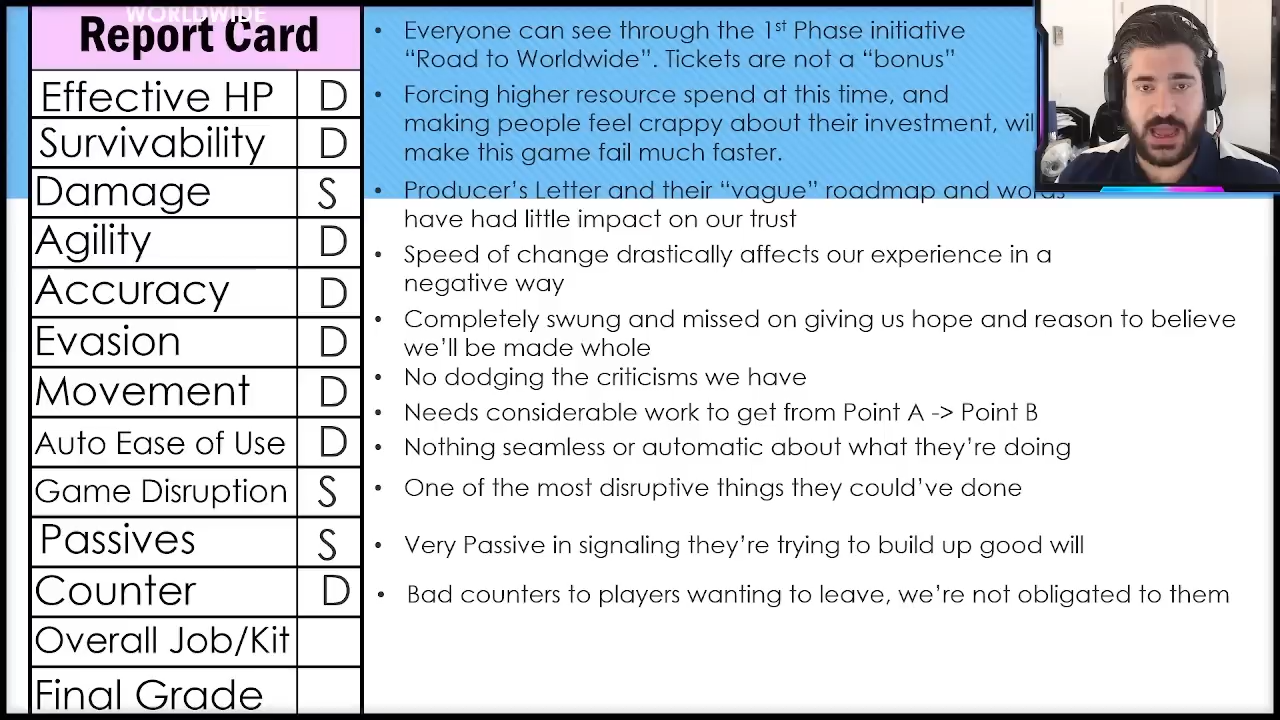 WORLDWIDE
Report Card
Effective HP D
Survivability D
Damage S
Agility D
Accuracy D
Evasion D
Movement D
Auto Ease of Use D
Game Disruption S
Passives S
Counter D
Overall Job/Kit
Final Grade
• Everyone can see through the 1st Phase initiative
“Road to Worldwide”. Tickets are not a “bonus”
• Forcing higher resource spend at this time, and
making people feel crappy about their investment, wil
make this game fail much faster.
• Producer’s Letter and their “vague” roadmap and words
have had little impact on our trust
• Speed of change drastically affects our experience in a
negative way
• Completely swung and missed on giving us hope and reason to believe
we’ll be made whole
• No dodging the criticisms we have
• Needs considerable work to get from Point A -> Point B
• Nothing seamless or automatic about what they’re doing
• One of the most disruptive things they could’ve done
• Very Passive in signaling they’re trying to build up good will
• Bad counters to players wanting to leave, we’re not obligated to them